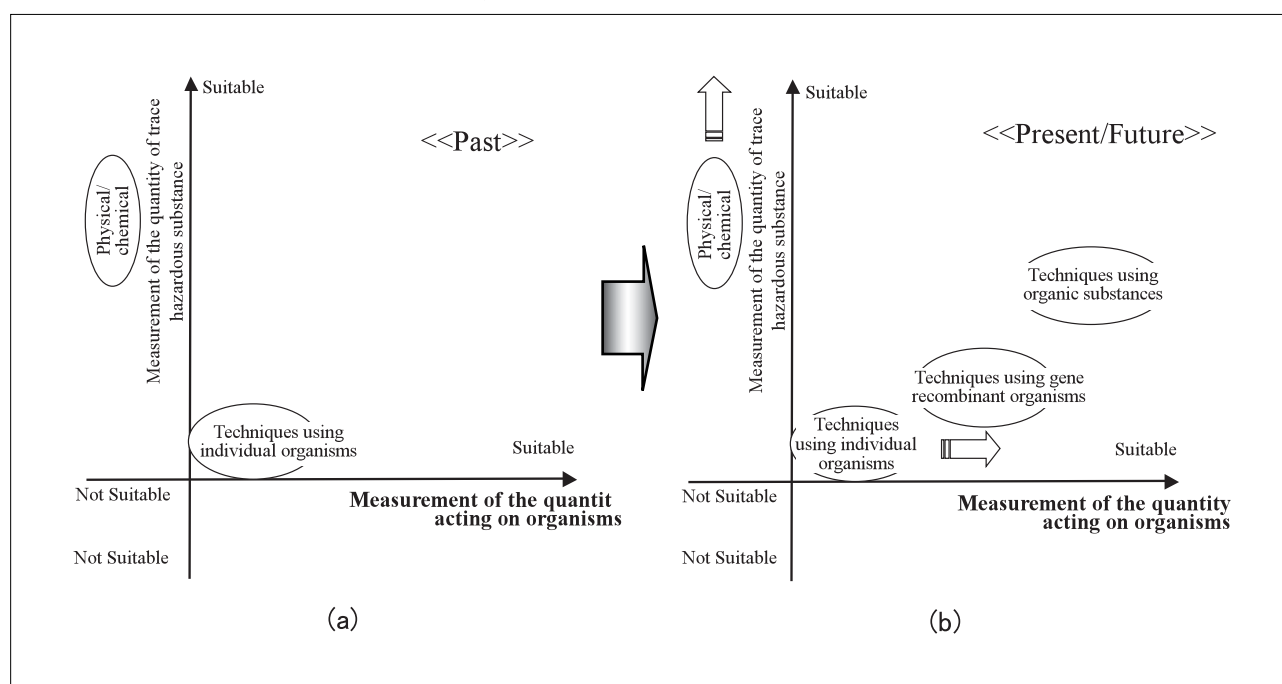 Suitable
<<Past>>
Physical/
chemical
Measurement of the quantity of trace
hazardous substance
Techniques using
individual organisms
Suitable
Not Suitable
Measurement of the quantit
acting on organisms
Not Suitable
(a)
Suitable
<<Present/Future>>
Physical/
chemical
Measurement of the quantity of trace
hazardous substance
Techniques using
organic substances
Techniques using gene
recombinant organisms
Techniques
using individual
organisms
Suitable
Not Suitable
Measurement of the quantity
acting on organisms
Not Suitable
(b)